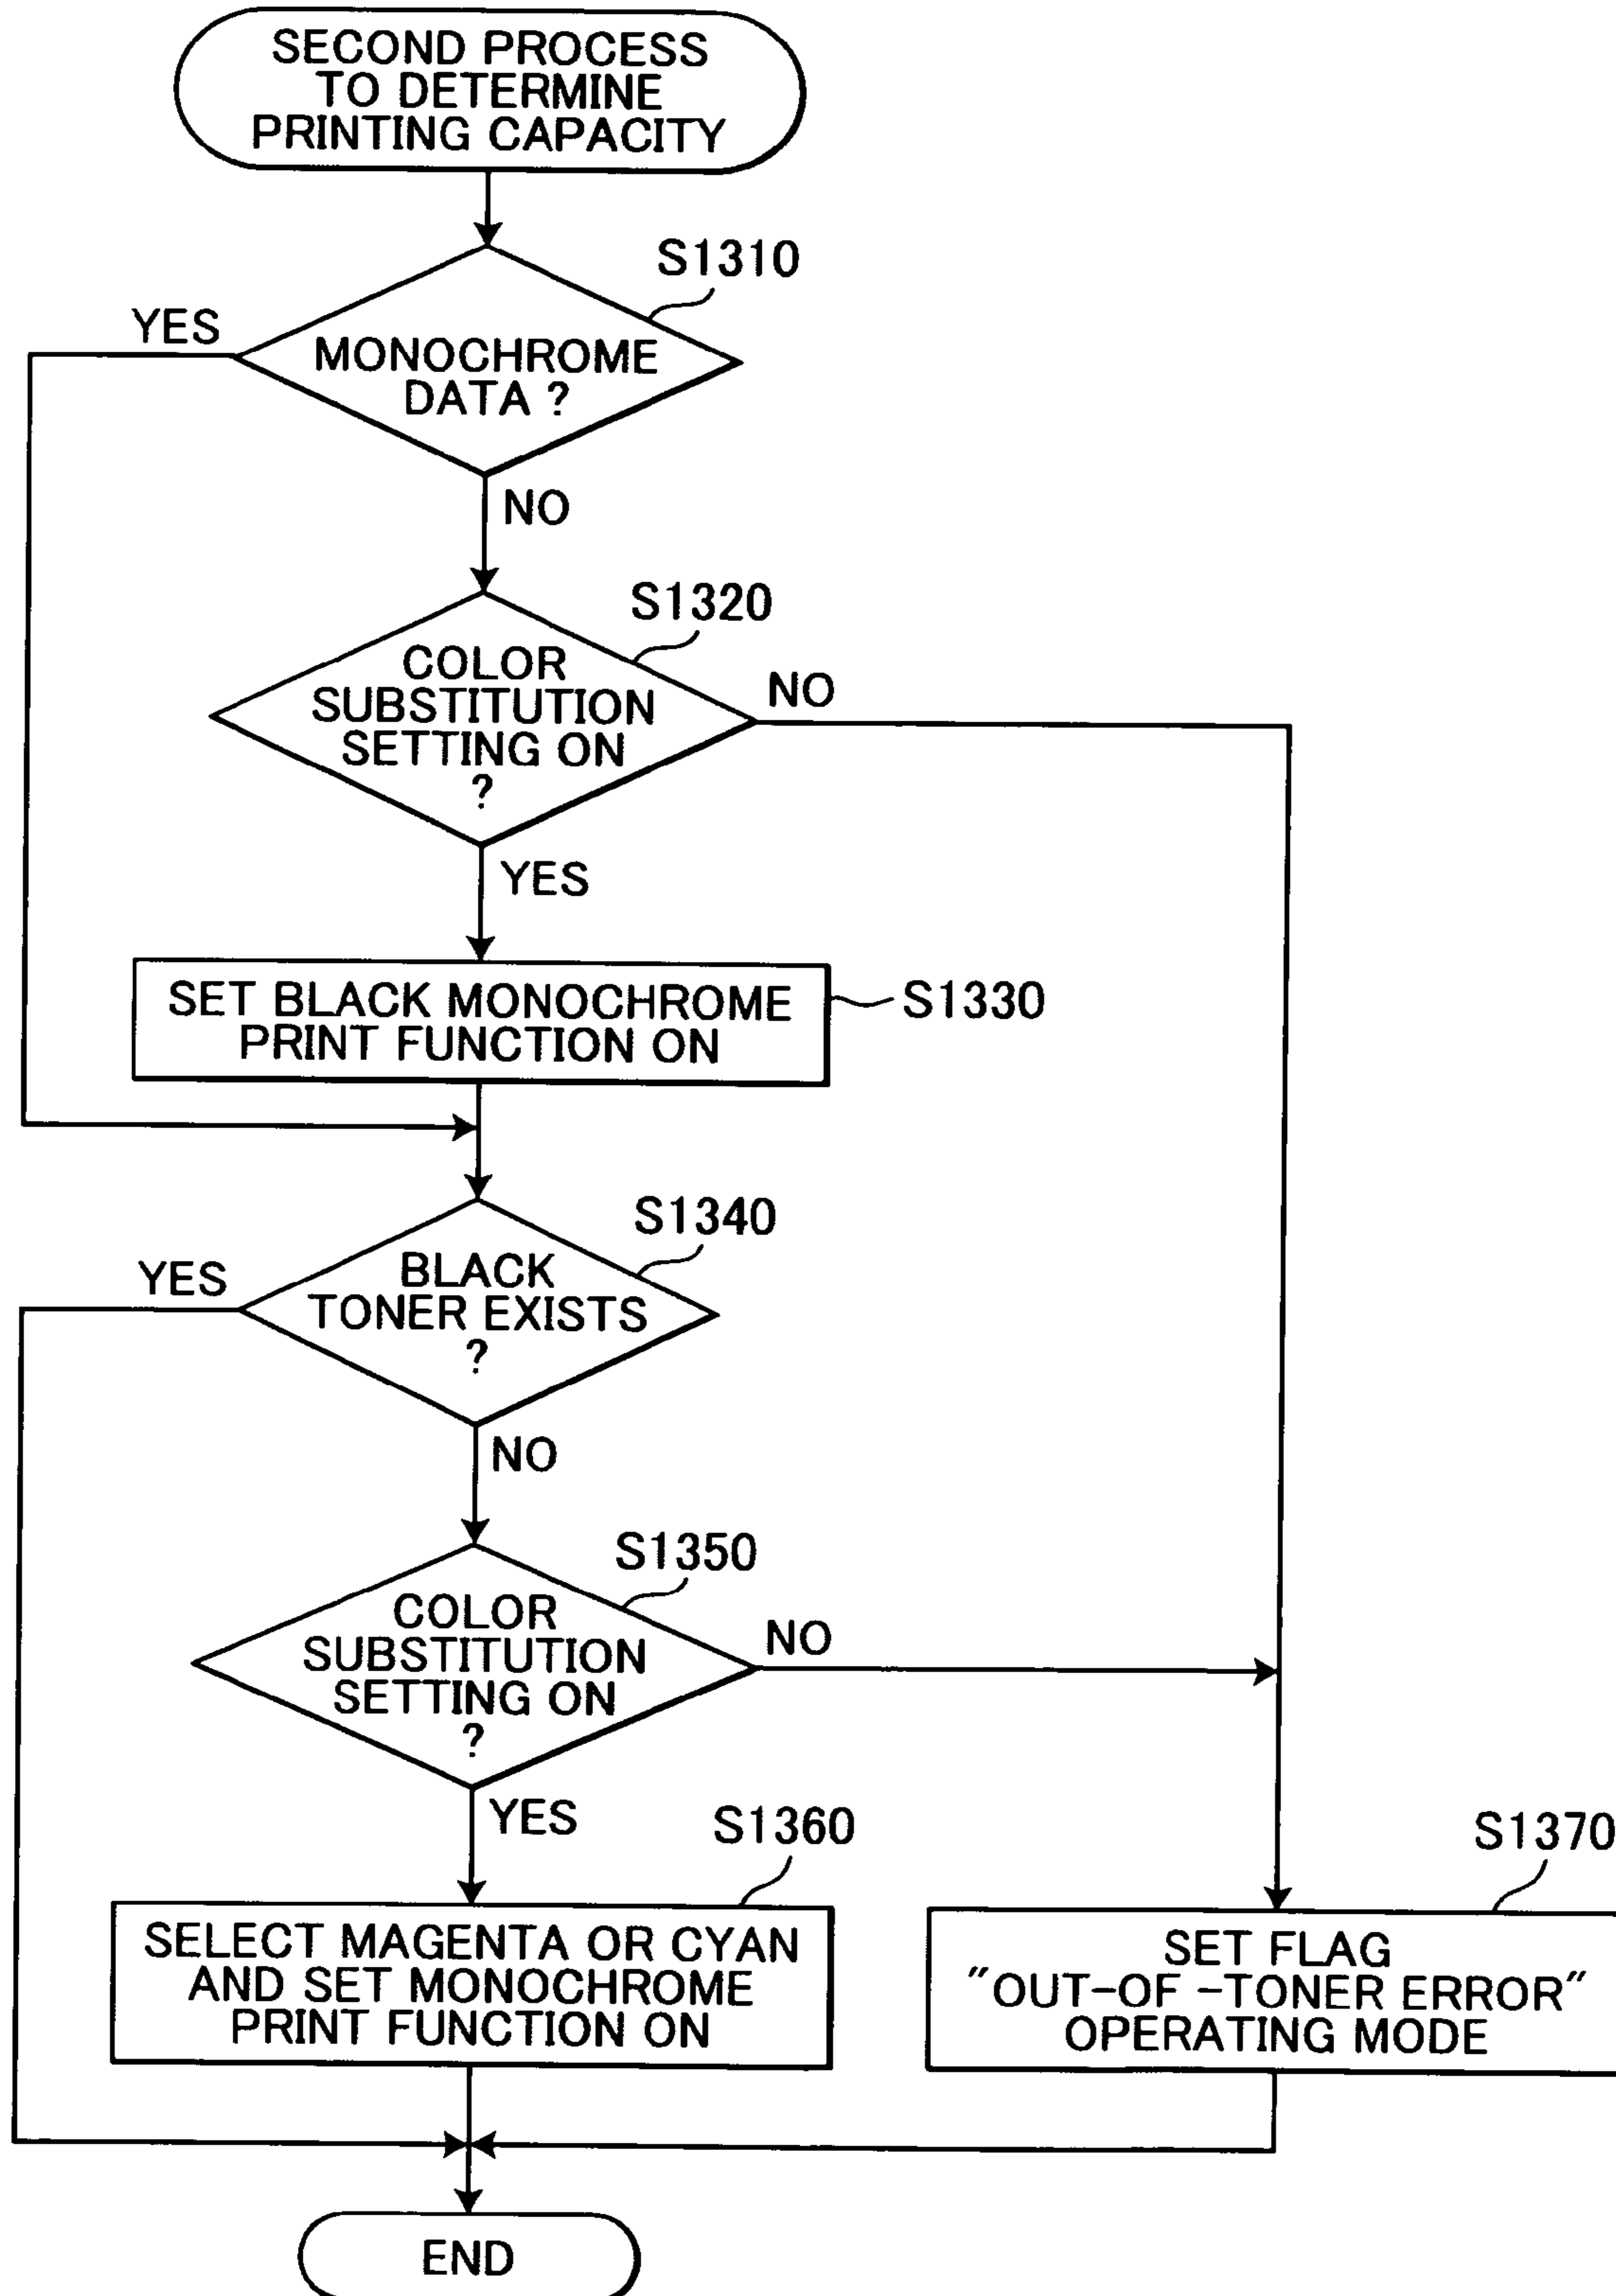 SECOND PROCESS
TO DETERMINE
PRINTING CAPACITY
S1310
YES
MONOCHROME
DATA ?
NO
S1320
COLOR
SUBSTITUTION
SETTING ON
?
NO
YES
SET BLACK MONOCHROME
PRINT FUNCTION ON
S1330
S1340
YES
BLACK
TONER EXISTS
?
NO
S1350
COLOR
SUBSTITUTION
SETTING ON
?
NO
YES
S1360
SELECT MAGENTA OR CYAN
AND SET MONOCHROME
PRINT FUNCTION ON
S1370
SET FLAG
"OUT-OF -TONER ERROR"
OPERATING MODE
END